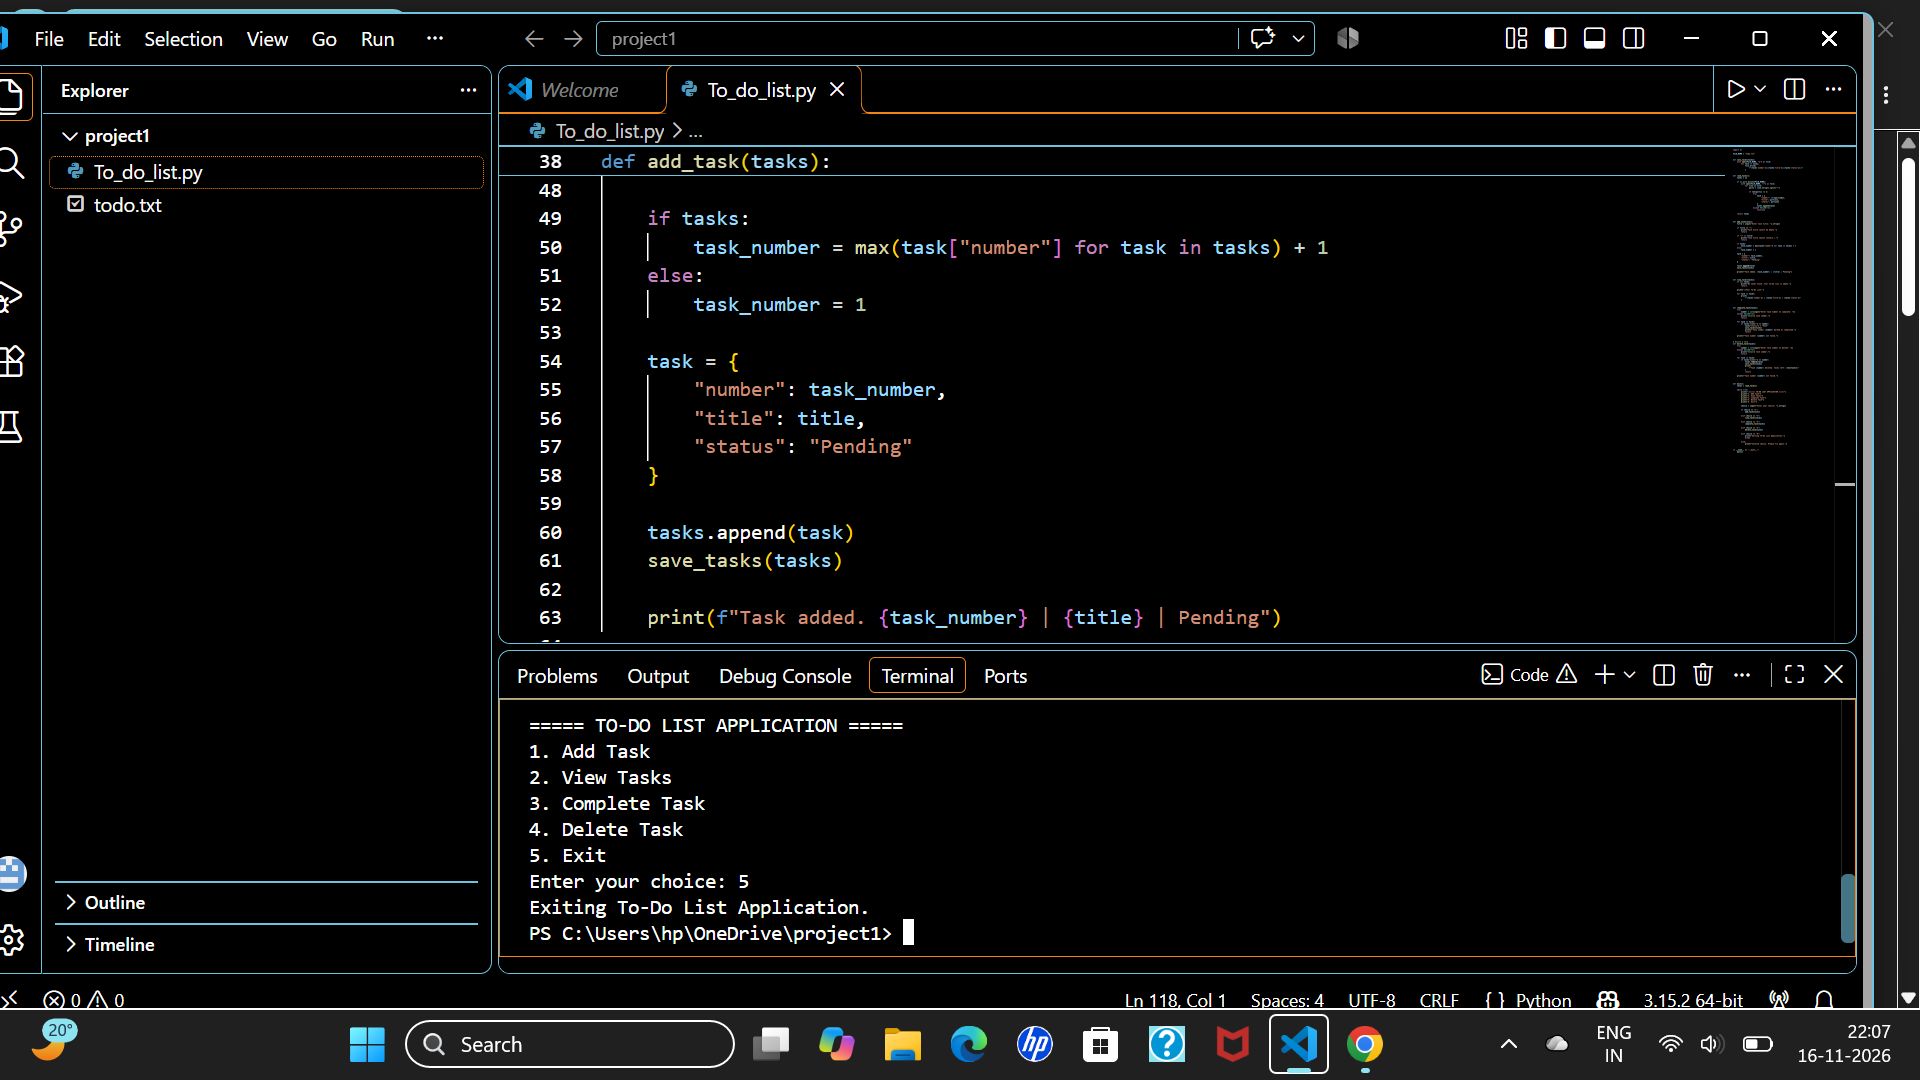 File Edit Selection View Go Run ···
project1
Explorer
project1
To_do_list.py
todo.txt
Outline
Timeline
Welcome
To_do_list.py
To_do_list.py > ...
38 def add_task(tasks):
48
49 if tasks:
50 task_number = max(task["number"] for task in tasks) + 1
51 else:
52 task_number = 1
53
54 task = {
55 "number": task_number,
56 "title": title,
57 "status": "Pending"
58 }
59
60 tasks.append(task)
61 save_tasks(tasks)
62
63 print(f"Task added. {task_number} | {title} | Pending")
Problems Output Debug Console Terminal Ports
Code
===== TO-DO LIST APPLICATION =====
1. Add Task
2. View Tasks
3. Complete Task
4. Delete Task
5. Exit
Enter your choice: 5
Exiting To-Do List Application.
PS C:\Users\hp\OneDrive\project1>
0 0
Ln 118, Col 1 Spaces: 4 UTF-8 CRLF { } Python 3.15.2 64-bit
20°
Search
hp
ENG
IN
22:07
16-11-2026